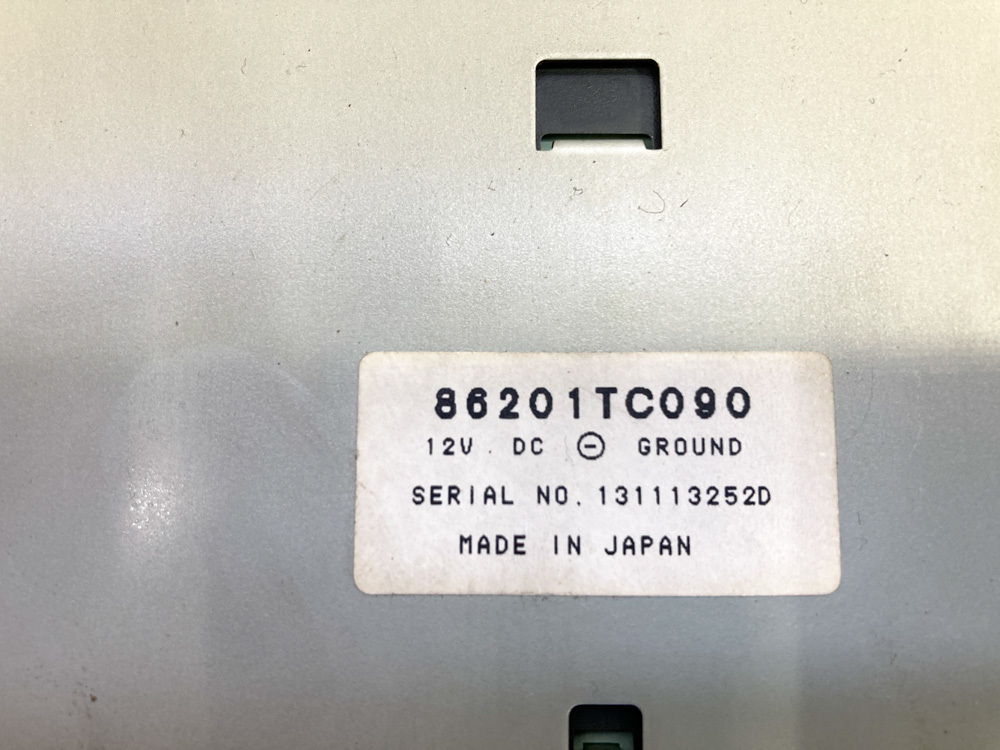 86201TC090
12V. DC ⊖ GROUND
SERIAL NO. 131113252D
MADE IN JAPAN